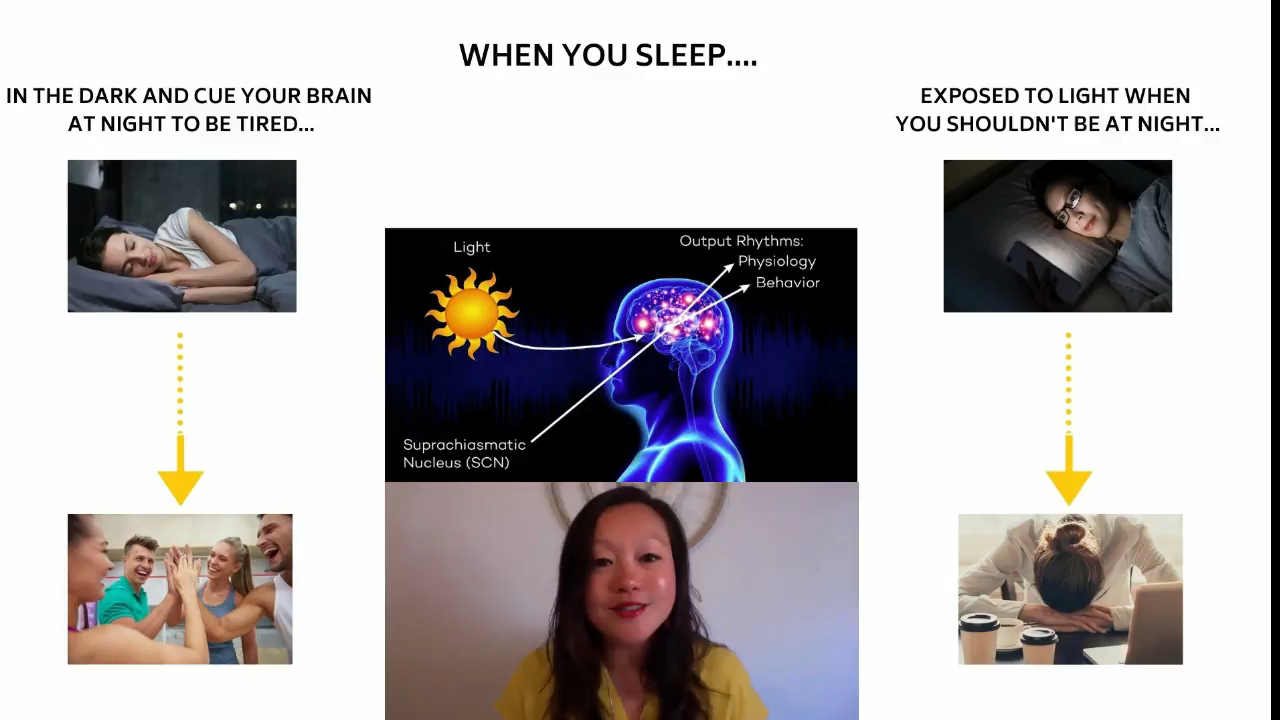 WHEN YOU SLEEP....
IN THE DARK AND CUE YOUR BRAIN
AT NIGHT TO BE TIRED...
EXPOSED TO LIGHT WHEN
YOU SHOULDN'T BE AT NIGHT...
Light
Output Rhythms:
Physiology
Behavior
Suprachiasmatic
Nucleus (SCN)